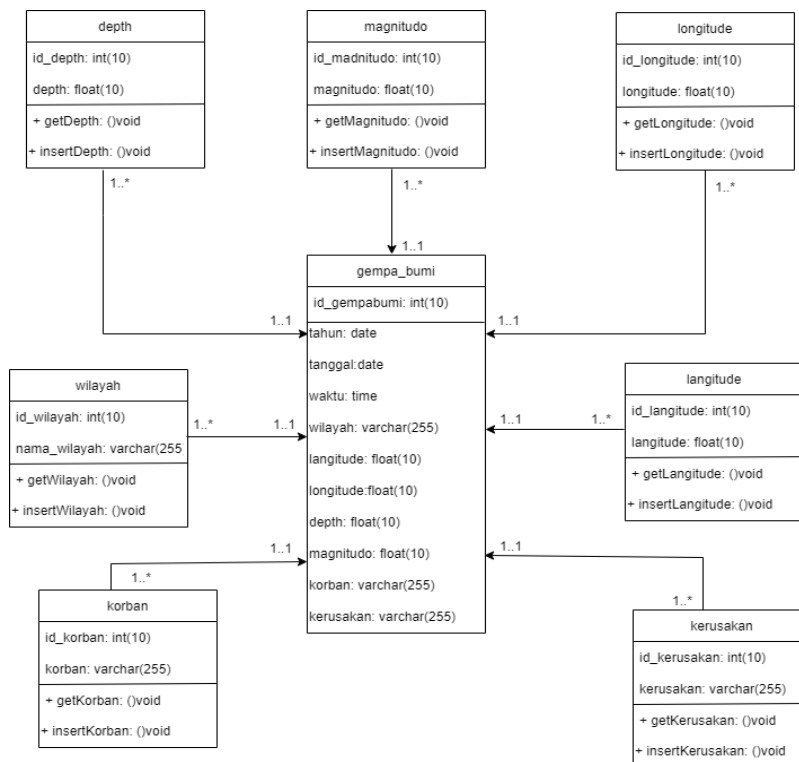 depth
id_depth: int(10)
depth: float(10)
+ getDepth: ()void
+ insertDepth: ()void
1..*
magnitudo
id_madnitudo: int(10)
magnitudo: float(10)
+ getMagnitudo: ()void
+ insertMagnitudo: ()void
1..*
1..1
longitude
id_longitude: int(10)
longitude: float(10)
+ getLongitude: ()void
+ insertLongitude: ()void
1..*
gempa_bumi
id_gempabumi: int(10)
tahun: date
tanggal:date
waktu: time
wilayah: varchar(255)
langitude: float(10)
longitude:float(10)
depth: float(10)
magnitudo: float(10)
korban: varchar(255)
kerusakan: varchar(255)
1..1
1..1
wilayah
id_wilayah: int(10)
nama_wilayah: varchar(255
+ getWilayah: ()void
+ insertWilayah: ()void
1..*
1..1
langitude
id_langitude: int(10)
langitude: float(10)
+ getLangitude: ()void
+ insertLangitude: ()void
1..1
1..*
korban
id_korban: int(10)
korban: varchar(255)
+ getKorban: ()void
+ insertKorban: ()void
1..*
1..1
kerusakan
id_kerusakan: int(10)
kerusakan: varchar(255)
+ getKerusakan: ()void
+ insertKerusakan: ()void
1..1
1..*